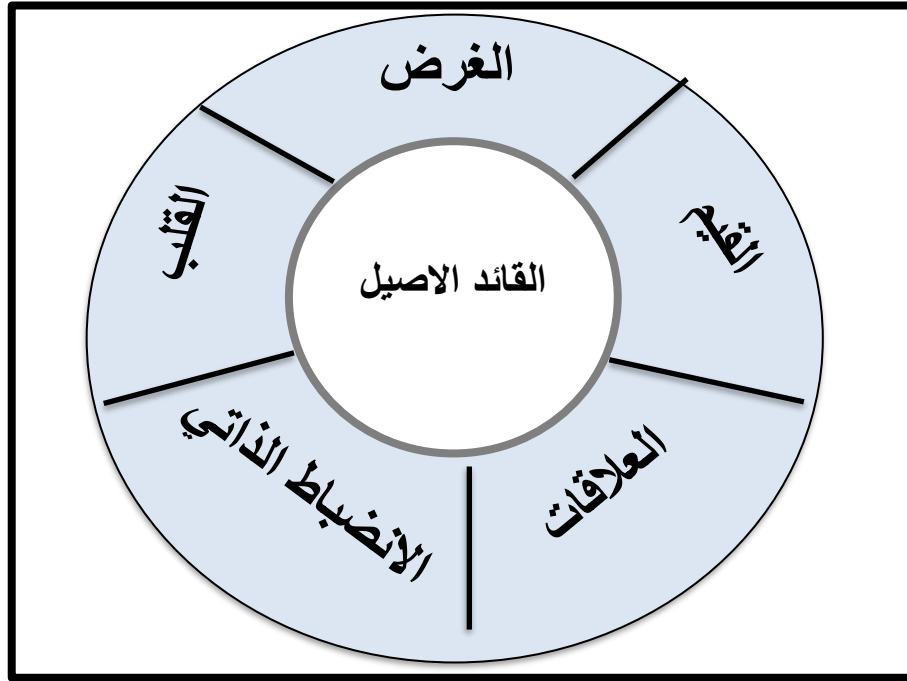 الغرض
القيم
العلاقات
الانضباط الذاتي
القلب
القائد الاصيل